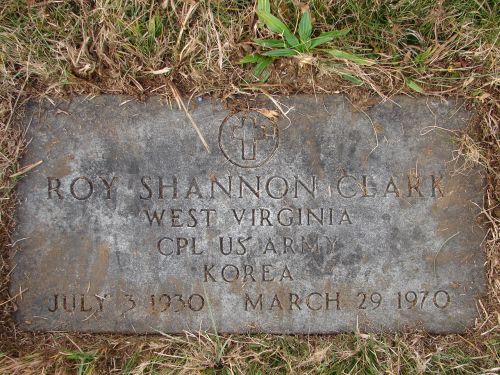 ROY SHANNON CLARK
WEST VIRGINIA
CPL US ARMY
KOREA
JULY 3 1930 MARCH 29 1970